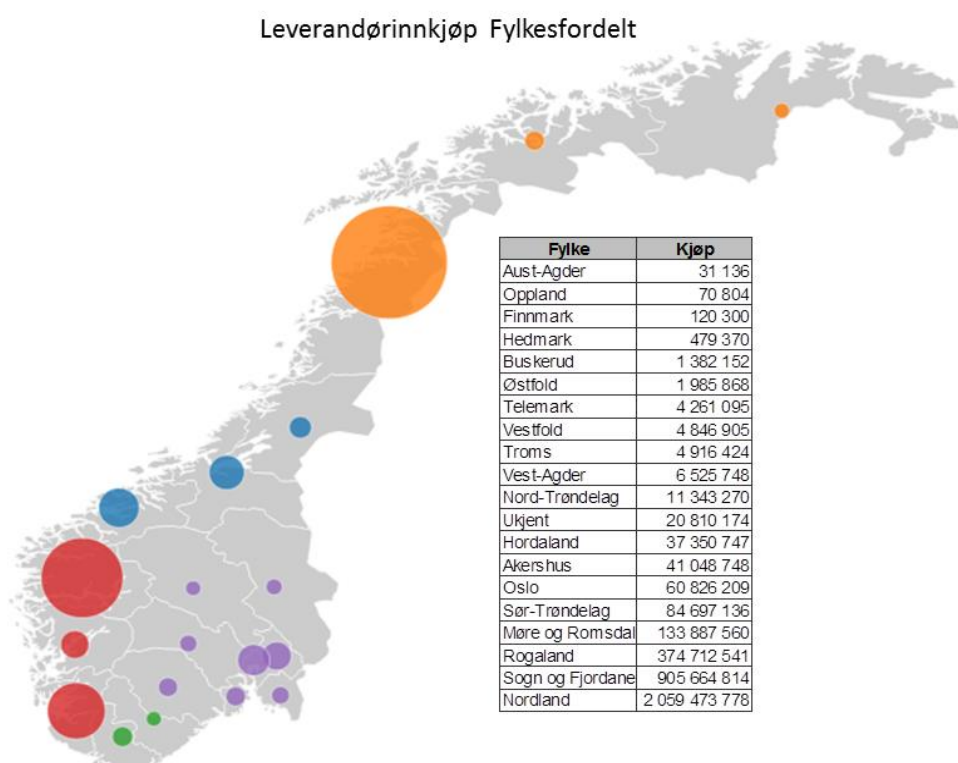 Leverandørinnkjøp Fylkesfordelt
Fylke Kjøp
Aust-Agder 31 136
Oppland 70 804
Finnmark 120 300
Hedmark 479 370
Buskerud 1 382 152
Østfold 1 985 868
Telemark 4 261 095
Vestfold 4 846 905
Troms 4 916 424
Vest-Agder 6 525 748
Nord-Trøndelag 11 343 270
Ukjent 20 810 174
Hordaland 37 350 747
Akershus 41 048 748
Oslo 60 826 209
Sør-Trøndelag 84 697 136
Møre og Romsdal 133 887 560
Rogaland 374 712 541
Sogn og Fjordane 905 664 814
Nordland 2 059 473 778